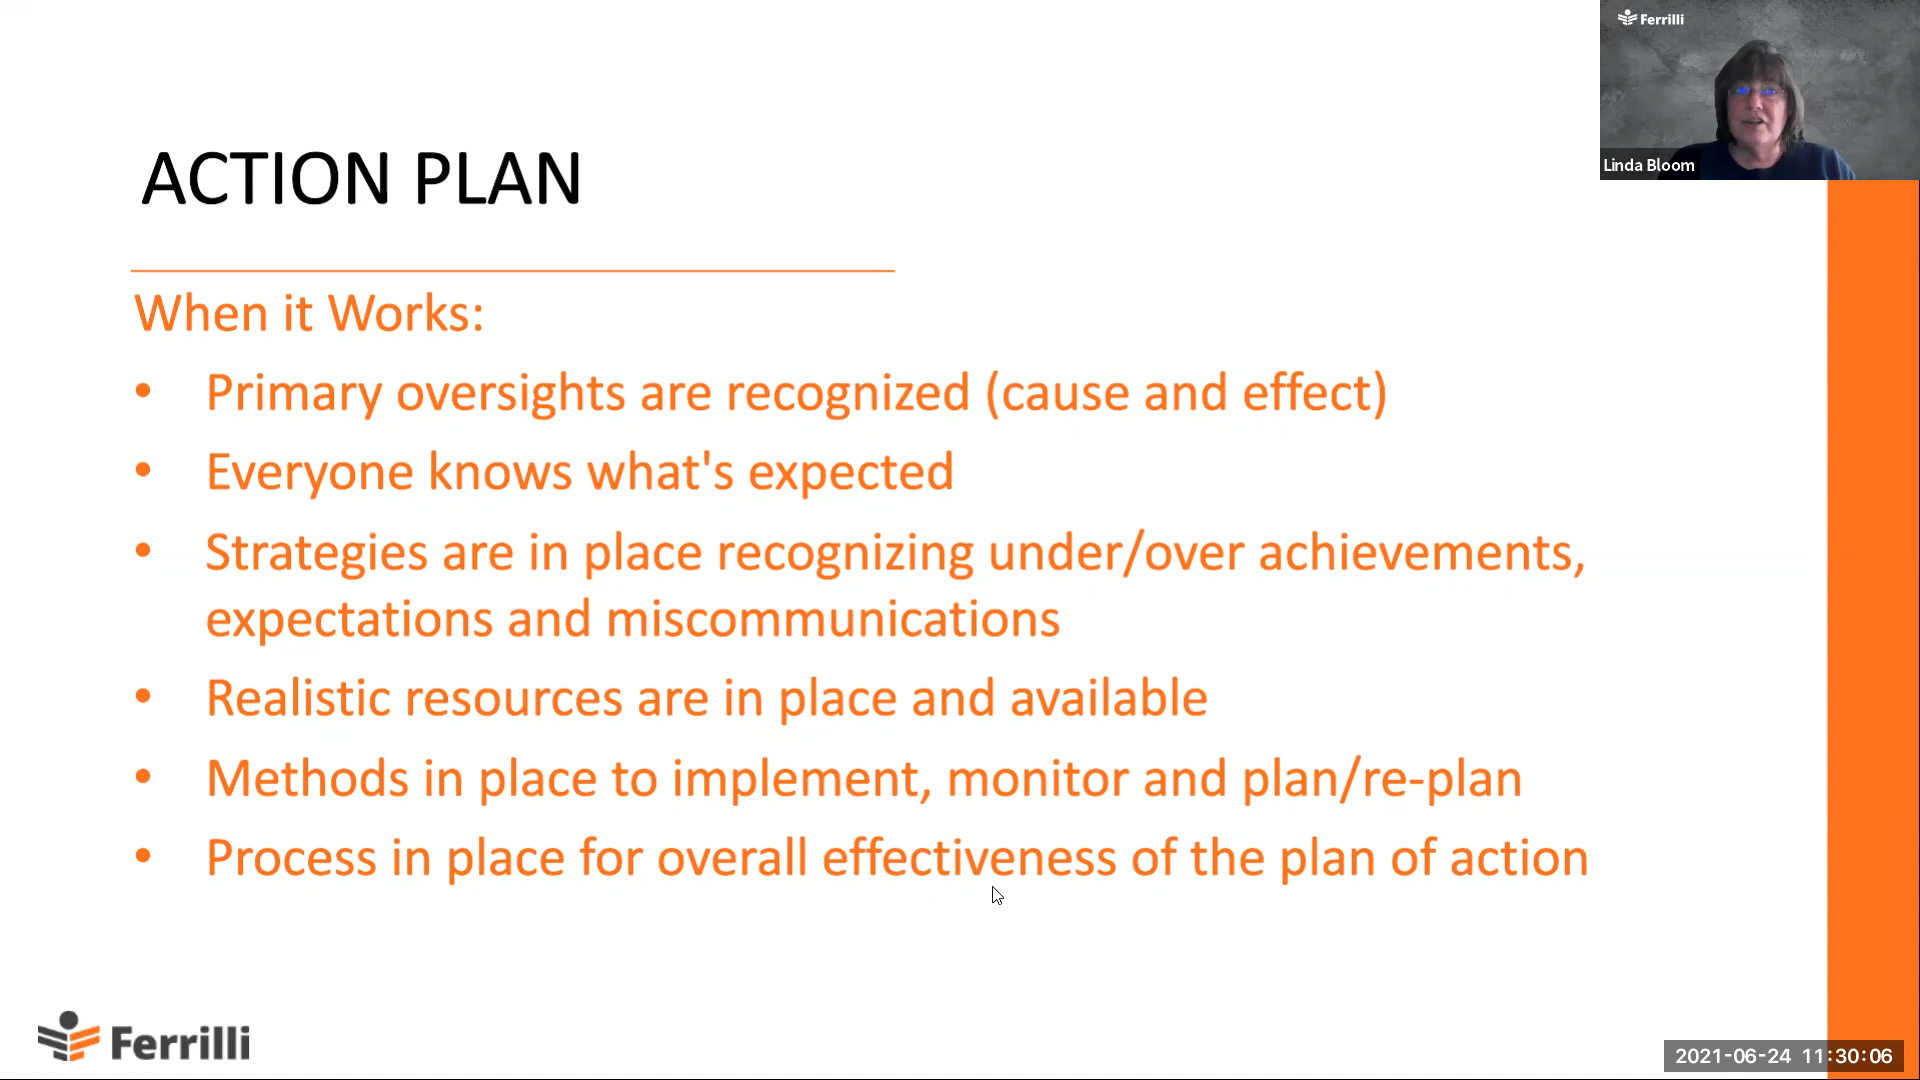 Ferrilli
Linda Bloom
ACTION PLAN
When it Works:
• Primary oversights are recognized (cause and effect)
• Everyone knows what's expected
• Strategies are in place recognizing under/over achievements,
expectations and miscommunications
• Realistic resources are in place and available
• Methods in place to implement, monitor and plan/re-plan
• Process in place for overall effectiveness of the plan of action
Ferrilli
2021-06-24 11:30:06